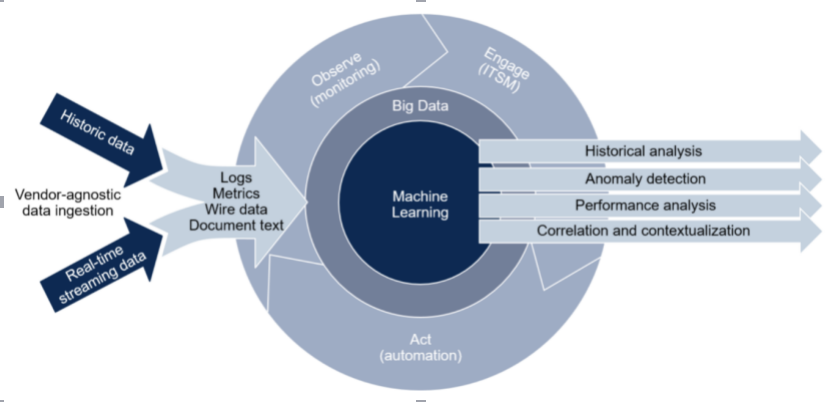 Observe
(monitoring)
Engage
(ITSM)
Big Data
Historic data
Vendor-agnostic
data ingestion
Real-time
streaming data
Logs
Metrics
Wire data
Document text
Machine
Learning
Historical analysis
Anomaly detection
Performance analysis
Correlation and contextualization
Act
(automation)